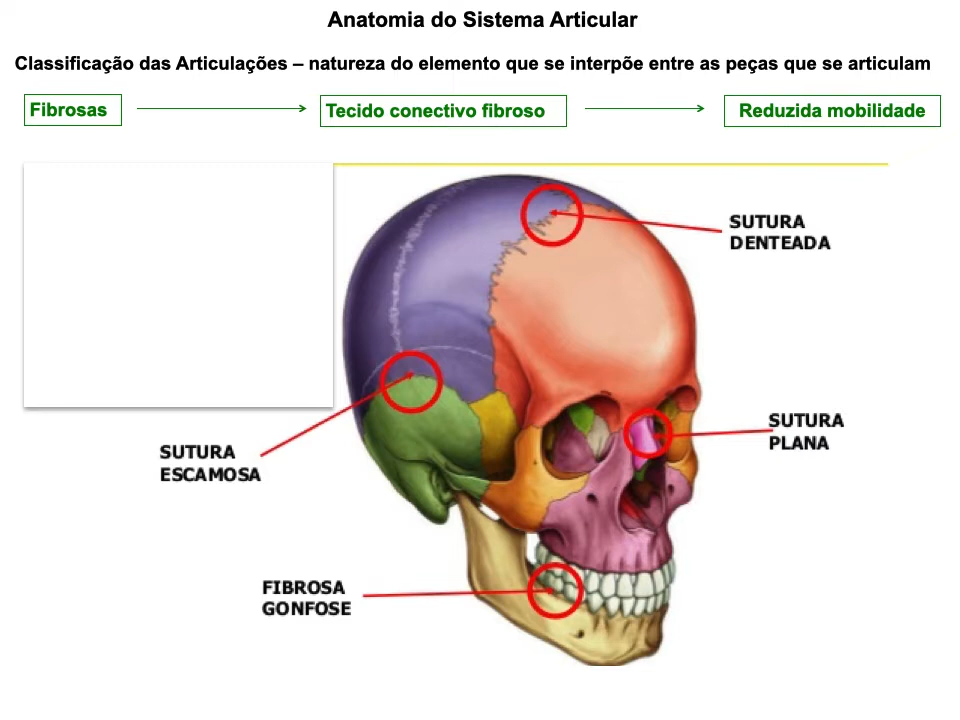 Anatomia do Sistema Articular
Classificação das Articulações – natureza do elemento que se interpõe entre as peças que se articulam
Fibrosas
Tecido conectivo fibroso
Reduzida mobilidade
SUTURA
DENTEADA
SUTURA
PLANA
SUTURA
ESCAMOSA
FIBROSA
GONFOSE